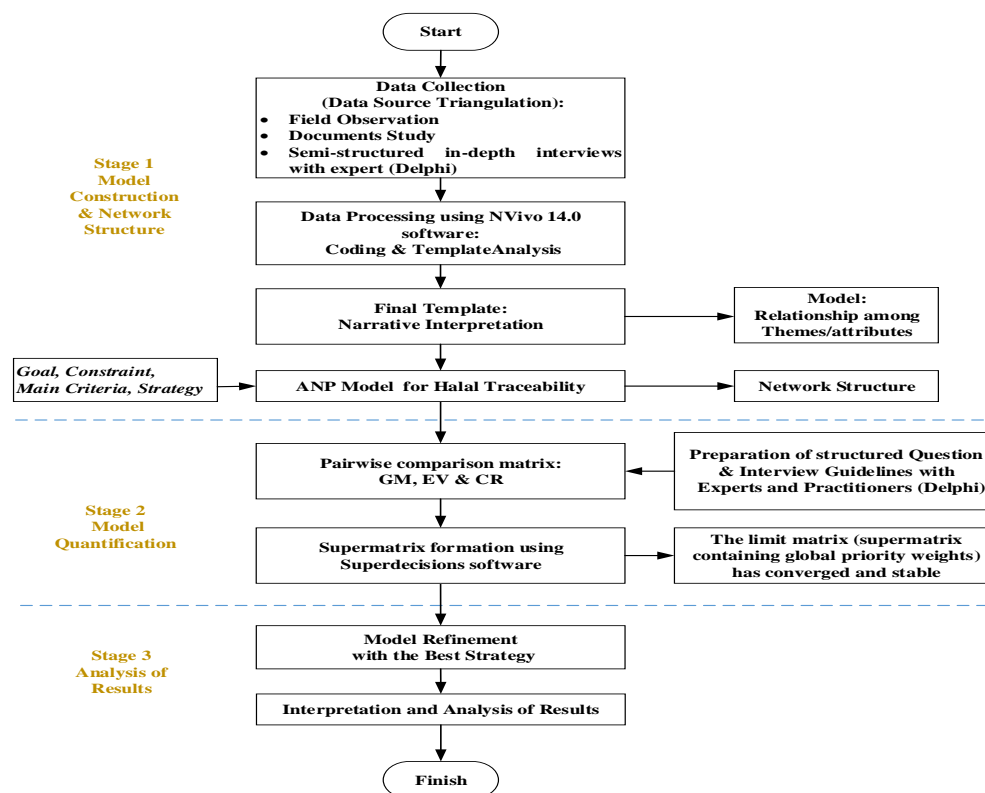 Start
Data Collection
(Data Source Triangulation):
• Field Observation
• Documents Study
• Semi-structured in-depth interviews
with expert (Delphi)
Stage 1
Model
Construction
& Network
Structure
Data Processing using NVivo 14.0
software:
Coding & TemplateAnalysis
Final Template:
Narrative Interpretation
Model:
Relationship among
Themes/attributes
Goal, Constraint,
Main Criteria, Strategy
ANP Model for Halal Traceability
Network Structure
Stage 2
Model
Quantification
Pairwise comparison matrix:
GM, EV & CR
Preparation of structured Question
& Interview Guidelines with
Experts and Practitioners (Delphi)
Supermatrix formation using
Superdecisions software
The limit matrix (supermatrix
containing global priority weights)
has converged and stable
Stage 3
Analysis of
Results
Model Refinement
with the Best Strategy
Interpretation and Analysis of Results
Finish